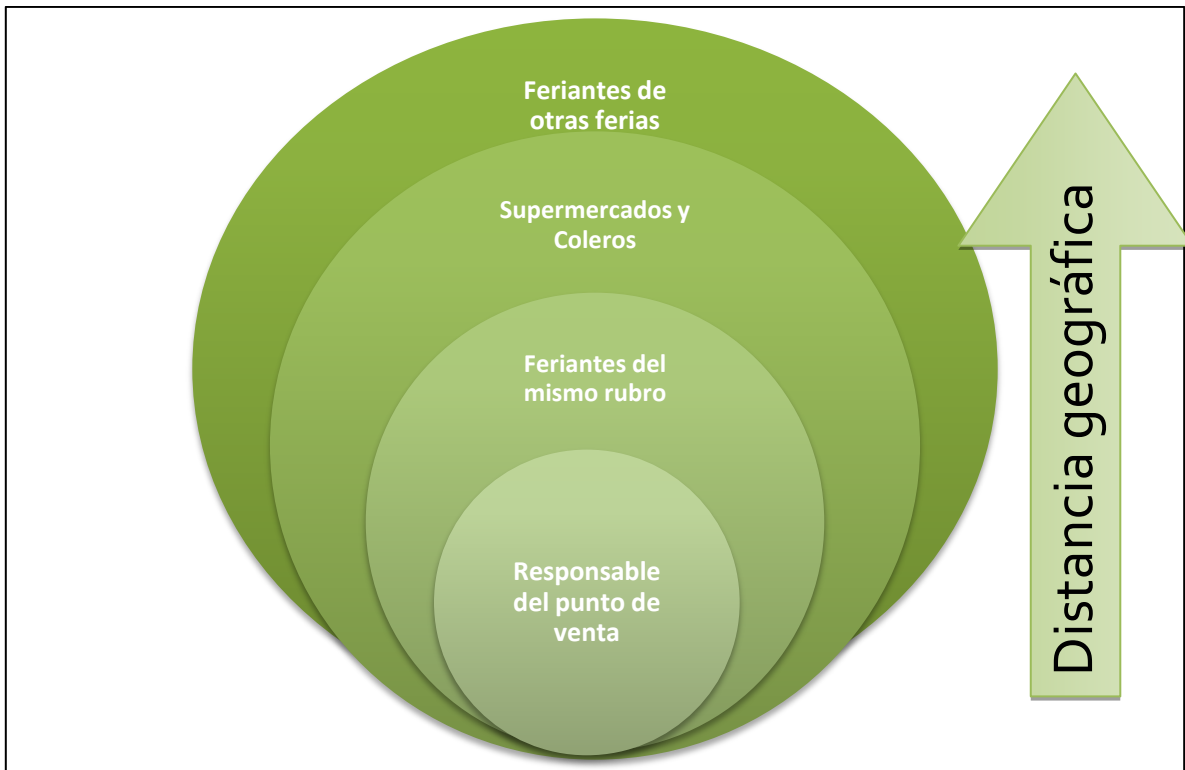 Feriantes de
otras ferias
Supermercados y
Coleros
Feriantes del
mismo rubro
Responsable
del punto de
venta
Distancia geográfica